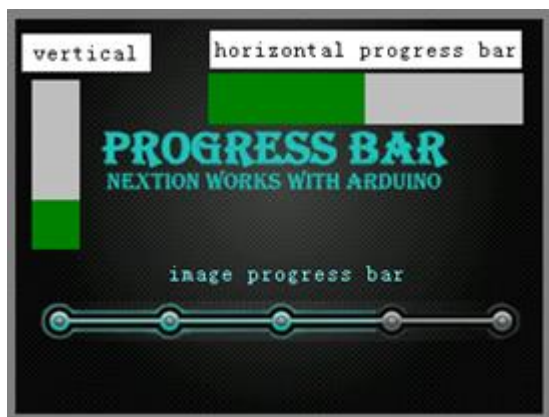 vertical
horizontal progress bar
PROGRESS BAR
NEXTION WORKS WITH ARDUINO
image progress bar